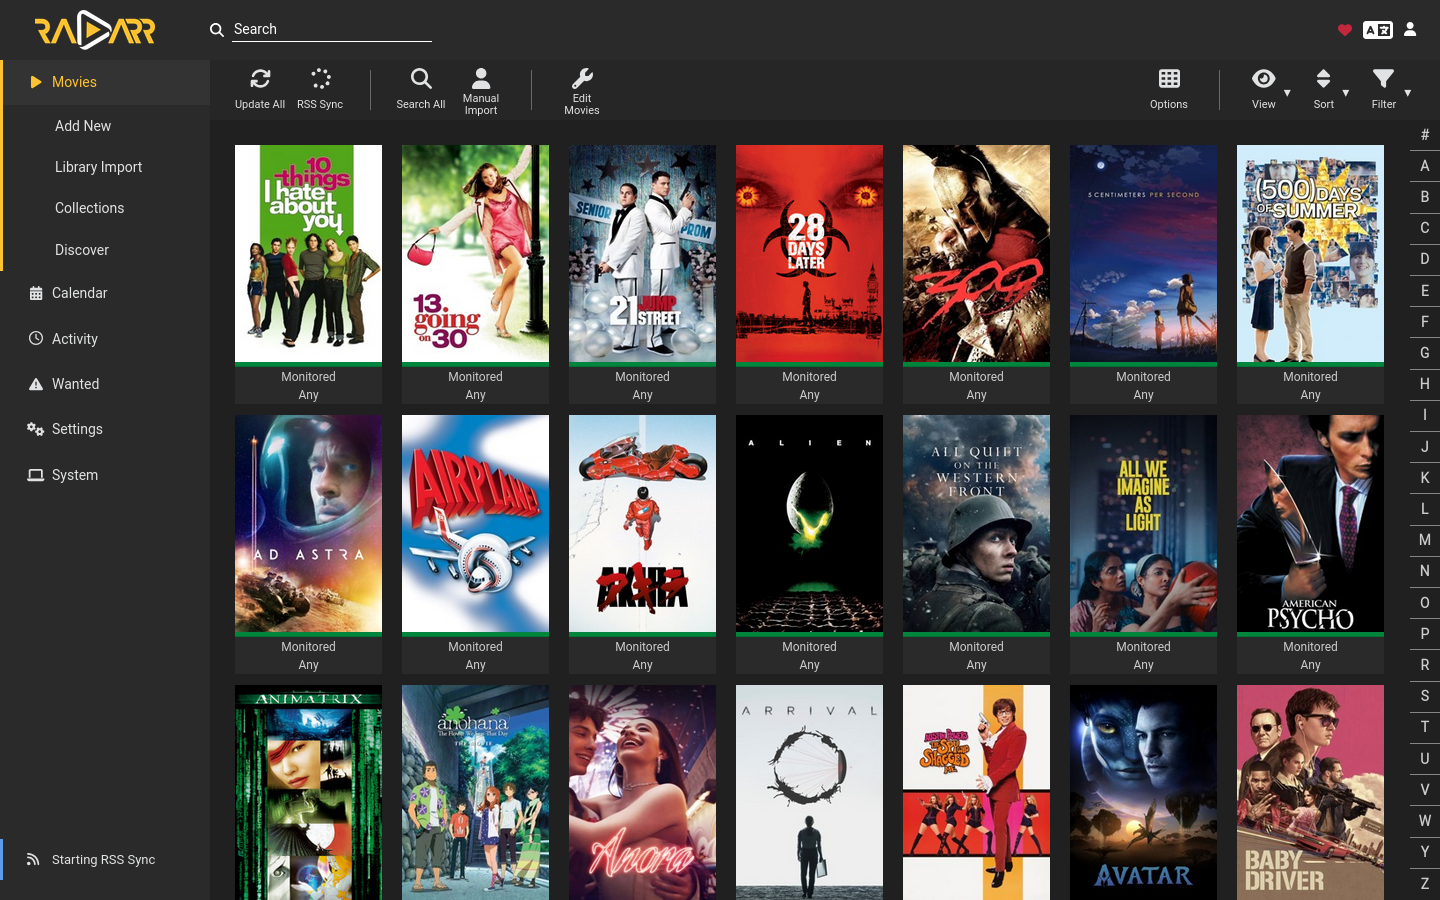 RADARR
Search
Movies
Add New
Library Import
Collections
Discover
Calendar
Activity
Wanted
Settings
System
Starting RSS Sync
Update All
RSS Sync
Search All
Manual
Import
Edit
Movies
Options
View
Sort
Filter
10
things
I hate
about
you
Monitored
Any
13
going
on 30
Monitored
Any
SENIOR
PROM
21 JUMP
STREET
Monitored
Any
28
DAYS
LATER
Monitored
Any
300
Monitored
Any
5 CENTIMETERS PER SECOND
Monitored
Any
(500) DAYS
OF SUMMER
Monitored
Any
AD ASTRA
Monitored
Any
AIRPLANE!
Monitored
Any
AKIRA
アキラ
Monitored
Any
ALIEN
Monitored
Any
ALL QUIET
ON THE
WESTERN
FRONT
Monitored
Any
ALL WE
IMAGINE
AS
LIGHT
Monitored
Any
AMERICAN
PSYCHO
Monitored
Any
ANIMATRIX
anohana
The Flower We Saw That Day
THE MOVIE
Anora
ARRIVAL
AUSTIN POWERS
THE SPY WHO
SHAGGED
ME
AVATAR
BABY
DRIVER
#
A
B
C
D
E
F
G
H
I
J
K
L
M
N
O
P
R
S
T
U
V
W
Y
Z